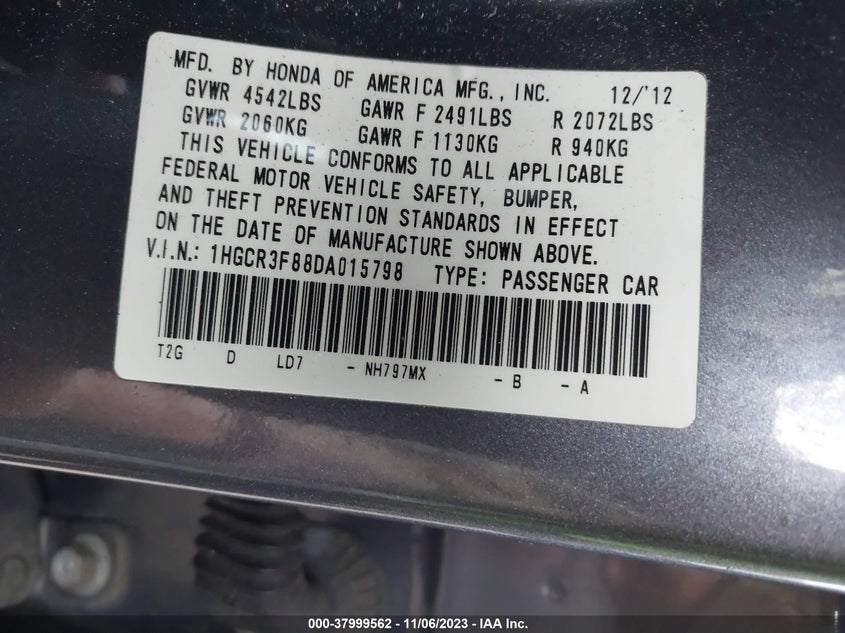 MFD. BY HONDA OF AMERICA MFG., INC. 12/'12
GVWR 4542LBS GAWR F 2491LBS R 2072LBS
GVWR 2060KG GAWR F 1130KG R 940KG
THIS VEHICLE CONFORMS TO ALL APPLICABLE
FEDERAL MOTOR VEHICLE SAFETY, BUMPER,
AND THEFT PREVENTION STANDARDS IN EFFECT
ON THE DATE OF MANUFACTURE SHOWN ABOVE.
V.I.N.: 1HGCR3F88DA015798 TYPE: PASSENGER CAR
T2G D LD7 - NH797MX - B - A
000-37999562 - 11/06/2023 - IAA Inc.